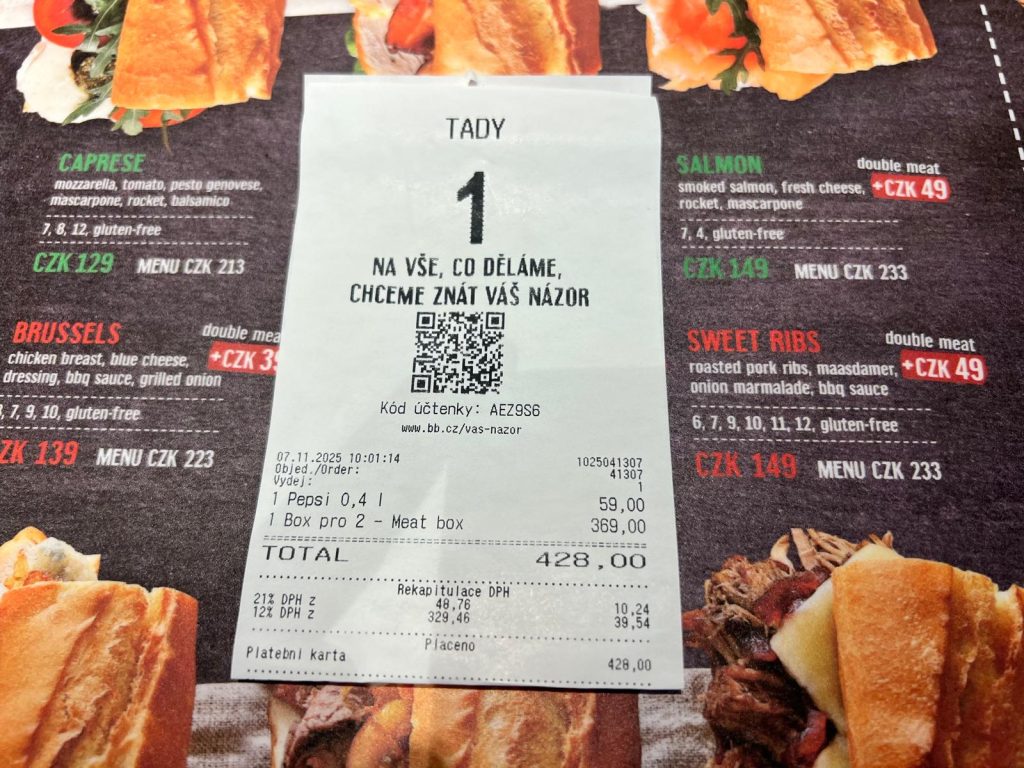 CAPRESE
mozzarella, tomato, pesto genovese,
mascarpone, rocket, balsamico
7, 8, 12, gluten-free
CZK 129 MENU CZK 213
BRUSSELS
double mea
chicken breast, blue cheese, +CZK 39
dressing, bbq sauce, grilled onion
, 7, 9, 10, gluten-free
ZK 139 MENU CZK 223
TADY
1
NA VŠE, CO DĚLÁME,
CHCEME ZNÁT VÁŠ NÁZOR
Kód účtenky: AEZ9S6
www.bb.cz/vas-nazor
07.11.2025 10:01:14 1025041307
Objed./Order: 41307
Vydej: 1
1 Pepsi 0,4 l 59,00
1 Box pro 2 - Meat box 369,00
TOTAL 428,00
Rekapitulace DPH
21% DPH z 48,76 10,24
12% DPH z 329,46 39,54
Placeno
Platební karta 428,00
SALMON double meat
smoked salmon, fresh cheese, +CZK 49
rocket, mascarpone
7, 4, gluten-free
CZK 149 MENU CZK 233
SWEET RIBS double meat
roasted pork ribs, maasdamer, +CZK 49
onion marmalade, bbq sauce
6, 7, 9, 10, 11, 12, gluten-free
CZK 149 MENU CZK 233